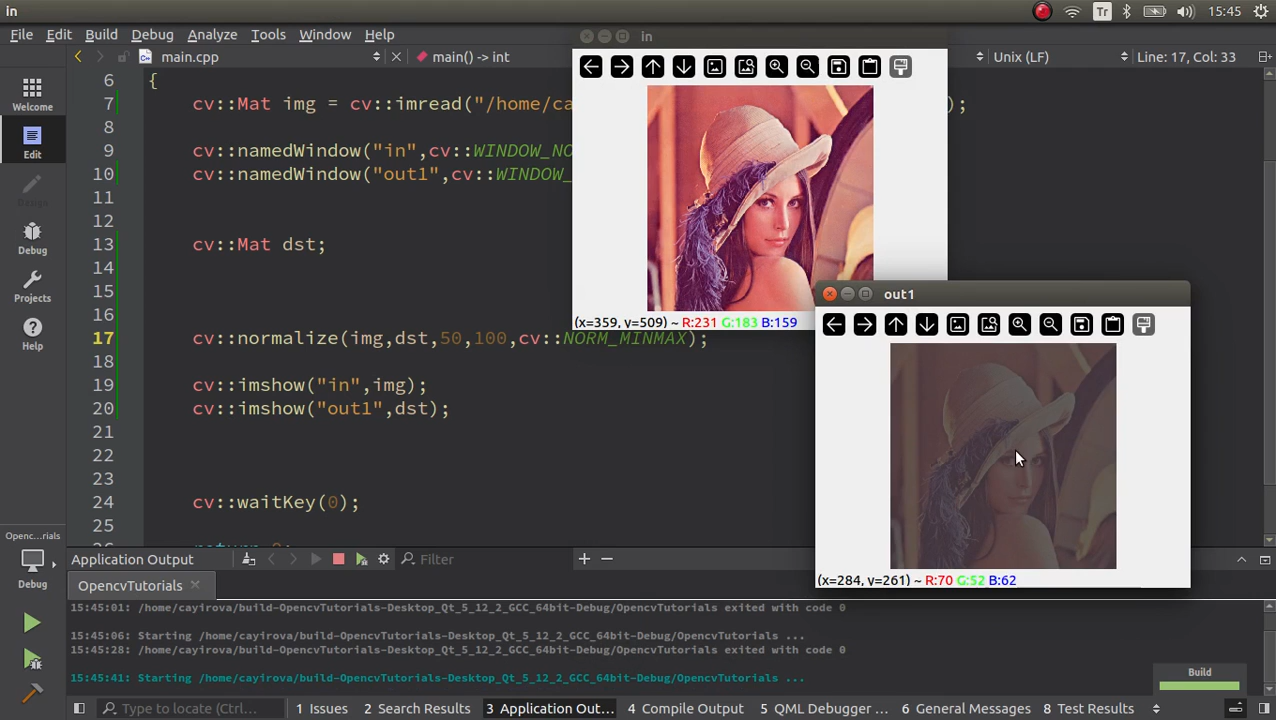 in
Tr
15:45
File Edit Build Debug Analyze Tools Window Help
main.cpp
main() -> int
Unix (LF)
Line: 17, Col: 33
in
Welcome
Edit
Design
Debug
Projects
Help
6 {
7 cv::Mat img = cv::imread("/home/ca );
8
9 cv::namedWindow("in",cv::WINDOW_NO
10 cv::namedWindow("out1",cv::WINDOW_
11
12
13 cv::Mat dst;
14
15
16
17 cv::normalize(img,dst,50,100,cv::NORM_MINMAX);
18
19 cv::imshow("in",img);
20 cv::imshow("out1",dst);
21
22
23
24 cv::waitKey(0);
25
(x=359, y=509) ~ R:231 G:183 B:159
out1
(x=284, y=261) ~ R:70 G:52 B:62
Openc...rials
Debug
Application Output
Filter
OpencvTutorials
15:45:01: /home/cayirova/build-OpencvTutorials-Desktop_Qt_5_12_2_GCC_64bit-Debug/OpencvTutorials exited with code 0
15:45:06: Starting /home/cayirova/build-OpencvTutorials-Desktop_Qt_5_12_2_GCC_64bit-Debug/OpencvTutorials ...
15:45:28: /home/cayirova/build-OpencvTutorials-Desktop_Qt_5_12_2_GCC_64bit-Debug/OpencvTutorials exited with code 0
15:45:41: Starting /home/cayirova/build-OpencvTutorials-Desktop_Qt_5_12_2_GCC_64bit-Debug/OpencvTutorials ...
Build
Type to locate (Ctrl...
1 Issues
2 Search Results
3 Application Out...
4 Compile Output
5 QML Debugger ...
6 General Messages
8 Test Results